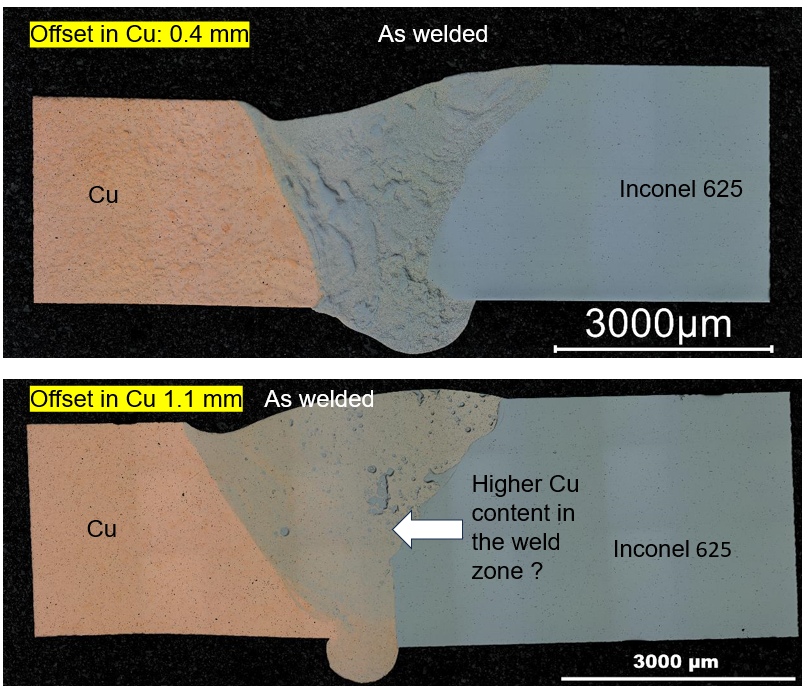 Offset in Cu: 0.4 mm
As welded
Cu
Inconel 625
3000µm
Offset in Cu 1.1 mm
As welded
Higher Cu
content in
the weld
zone ?
Cu
Inconel 625
3000 µm